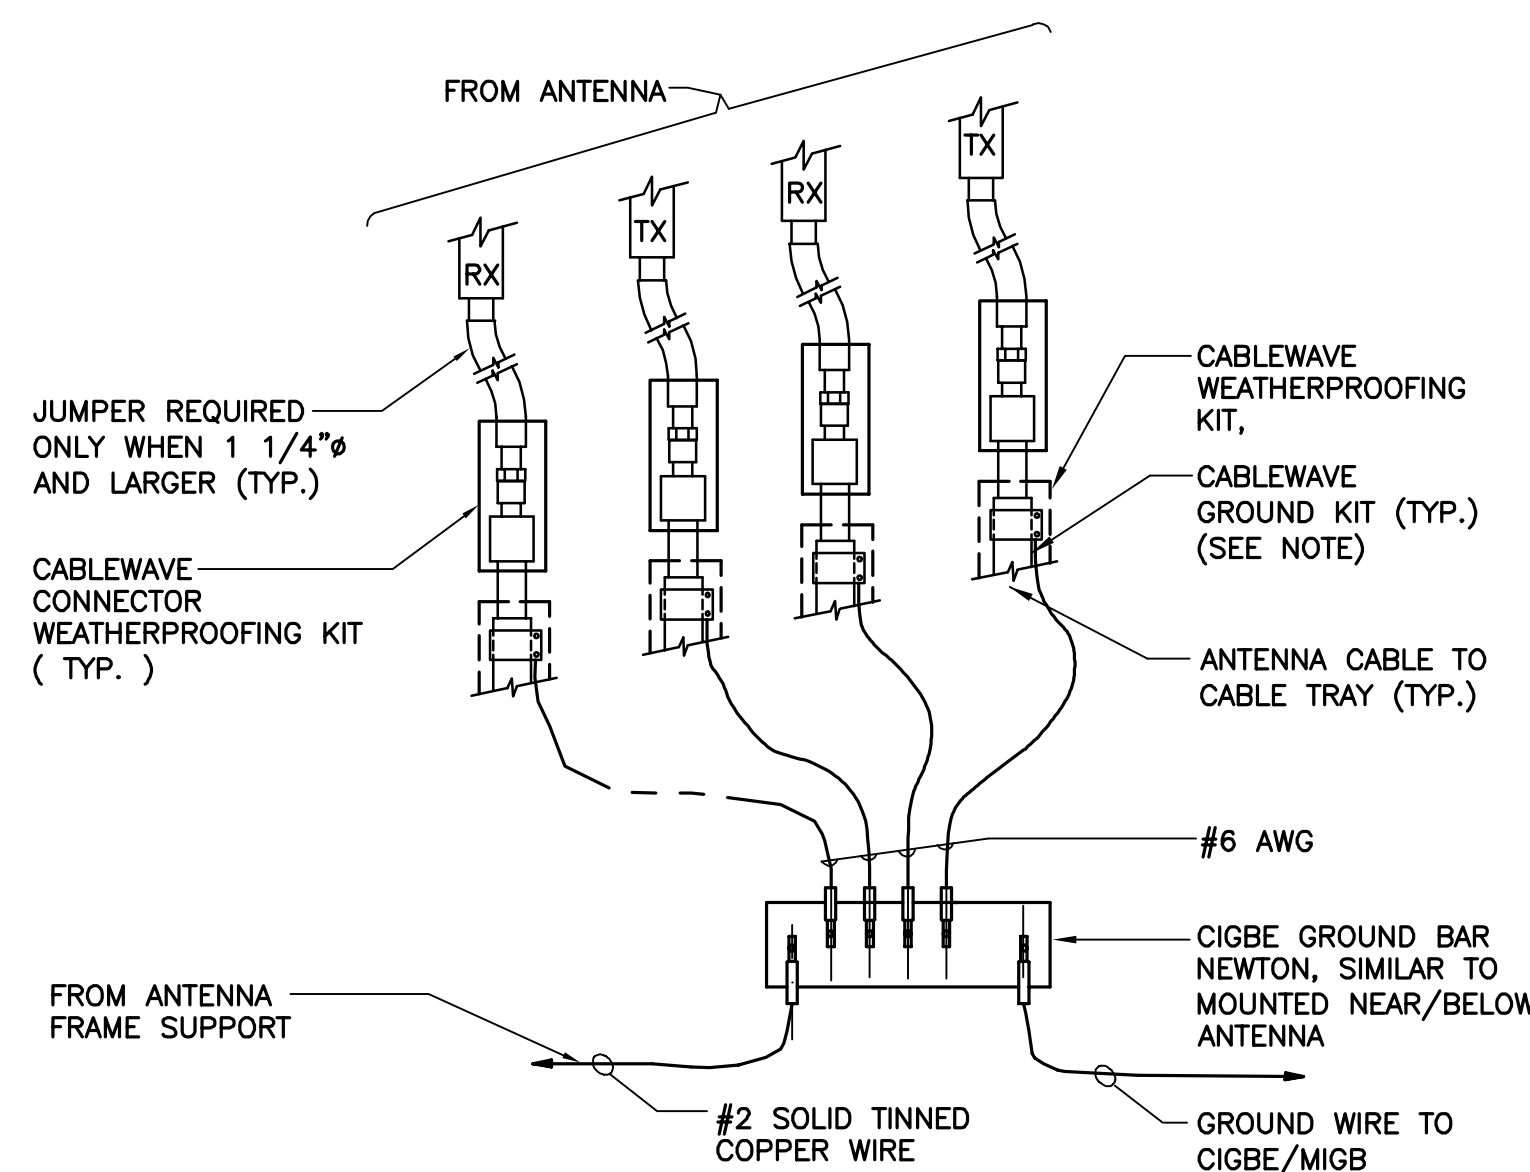 FROM ANTENNA
TX
RX
TX
RX
JUMPER REQUIRED
ONLY WHEN 1 1/4"ø
AND LARGER (TYP.)
CABLEWAVE
CONNECTOR
WEATHERPROOFING KIT
( TYP. )
CABLEWAVE
WEATHERPROOFING
KIT,
CABLEWAVE
GROUND KIT (TYP.)
(SEE NOTE)
ANTENNA CABLE TO
CABLE TRAY (TYP.)
#6 AWG
CIGBE GROUND BAR
NEWTON, SIMILAR TO
MOUNTED NEAR/BELOW
ANTENNA
FROM ANTENNA
FRAME SUPPORT
#2 SOLID TINNED
COPPER WIRE
GROUND WIRE TO
CIGBE/MIGB